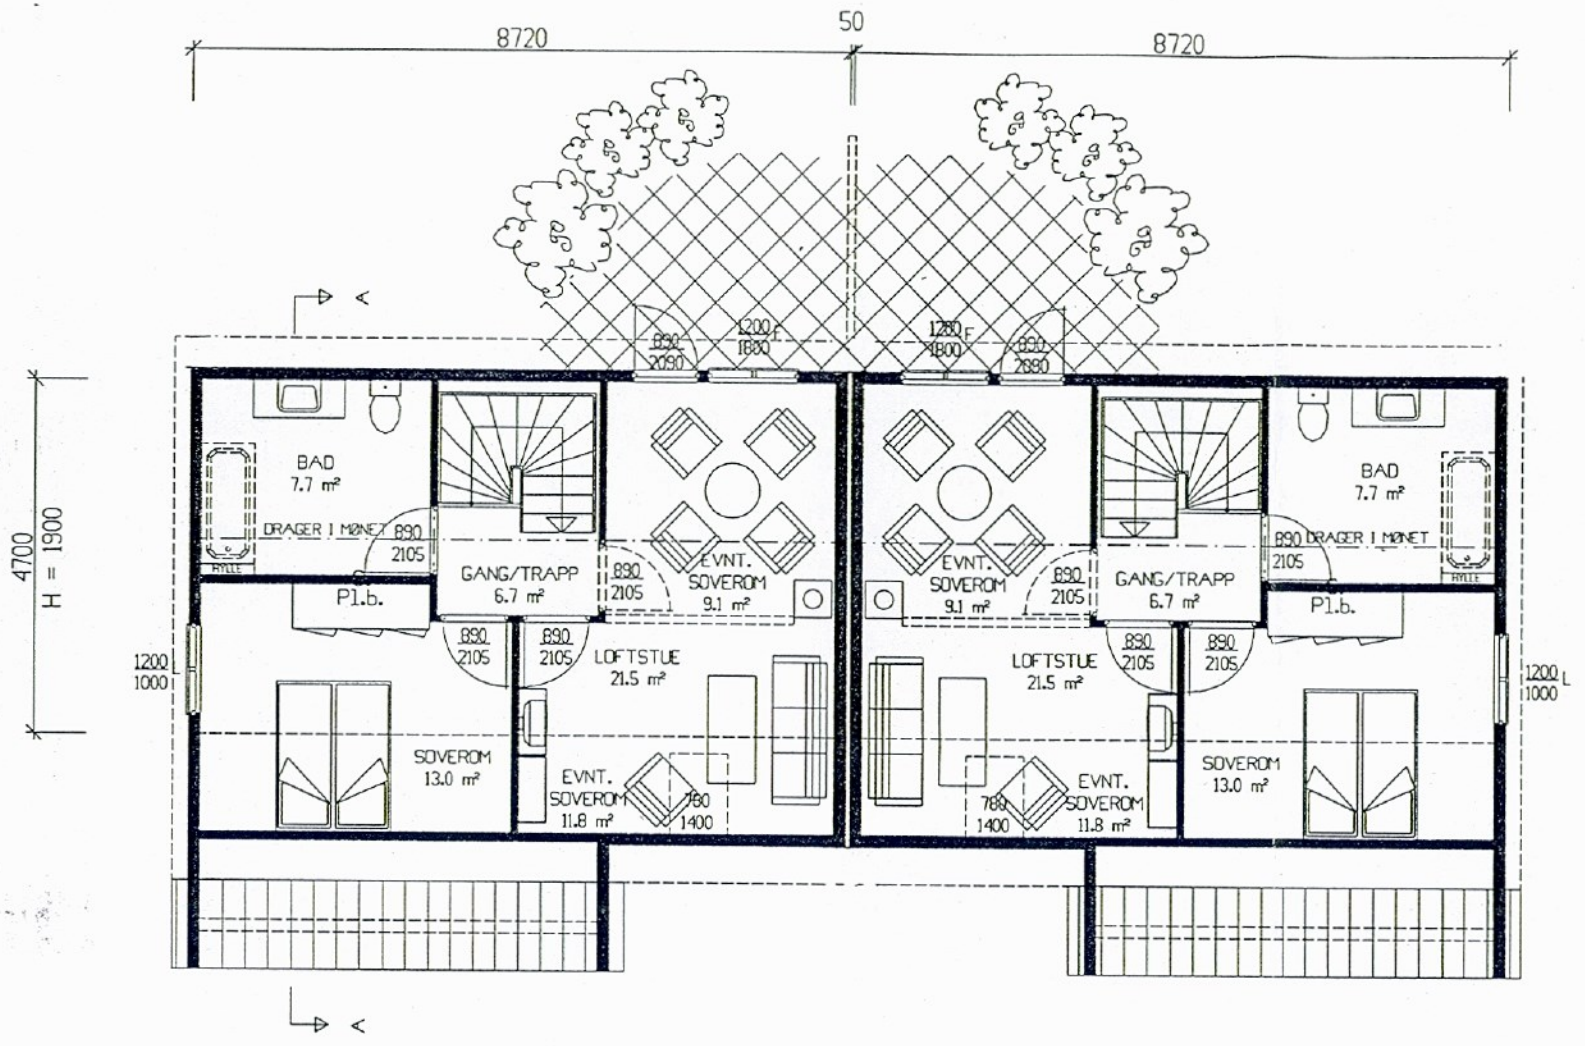 50
8720
8720
A
890
2090
1200 F
1800
1200 F
1800
890
2090
BAD
7.7 m²
DRAGER I MØNET
HYLLE
890
2105
GANG/TRAPP
6.7 m²
890
2105
EVNT.
SOVEROM
9.1 m²
EVNT.
SOVEROM
9.1 m²
890
2105
GANG/TRAPP
6.7 m²
890
2105
BAD
7.7 m²
DRAGER I MØNET
HYLLE
4700
H = 1900
Pl.b.
Pl.b.
890
2105
890
2105
LOFTSTUE
21.5 m²
LOFTSTUE
21.5 m²
890
2105
890
2105
1200 L
1000
1200 L
1000
SOVEROM
13.0 m²
EVNT.
SOVEROM
11.8 m²
780
1400
780
1400
EVNT.
SOVEROM
11.8 m²
SOVEROM
13.0 m²
A